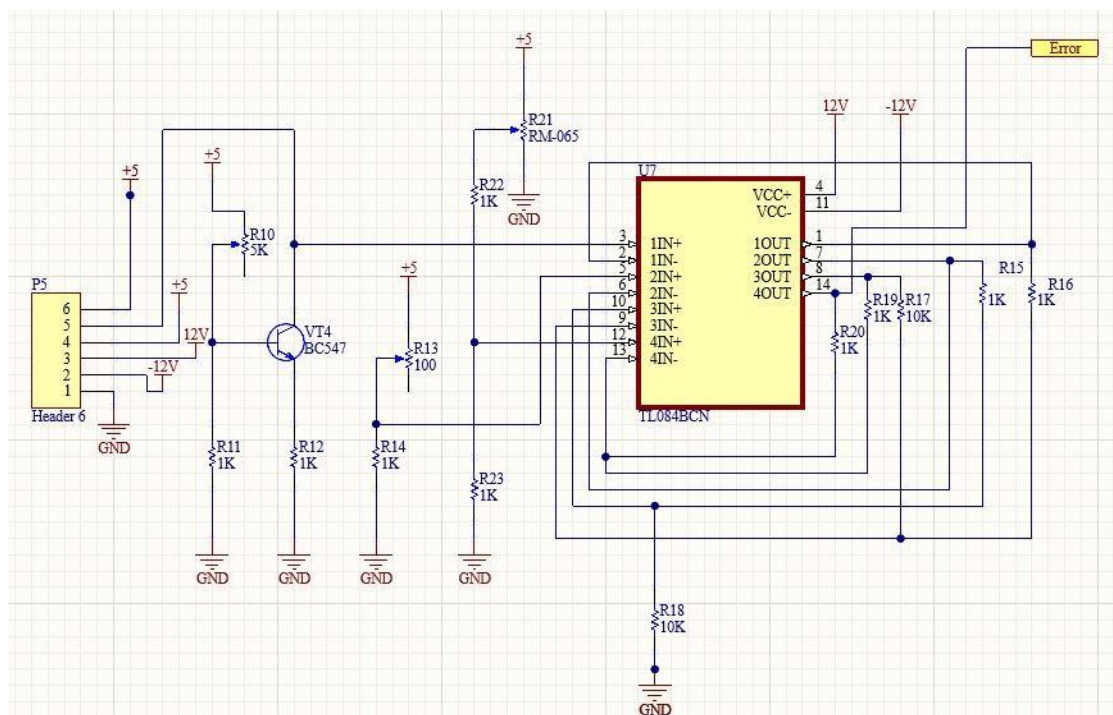 Error
+5
R21
RM-065
GND
12V
-12V
+5
+5
R22
1K
U7
VCC+ 4
VCC- 11
3 1IN+ 1OUT 1
2 1IN- 2OUT 7
5 2IN+ 3OUT 8
6 2IN- 4OUT 14
10 3IN+
9 3IN-
12 4IN+
13 4IN-
TL084BCN
R10
5K
+5
+5
P5
6
5
4
3
2
1
Header 6
12V
-12V
GND
VT4
BC547
R13
100
R15
1K
R16
1K
R19
1K
R17
10K
R20
1K
R11
1K
R12
1K
R14
1K
R23
1K
GND
GND
GND
GND
R18
10K
GND